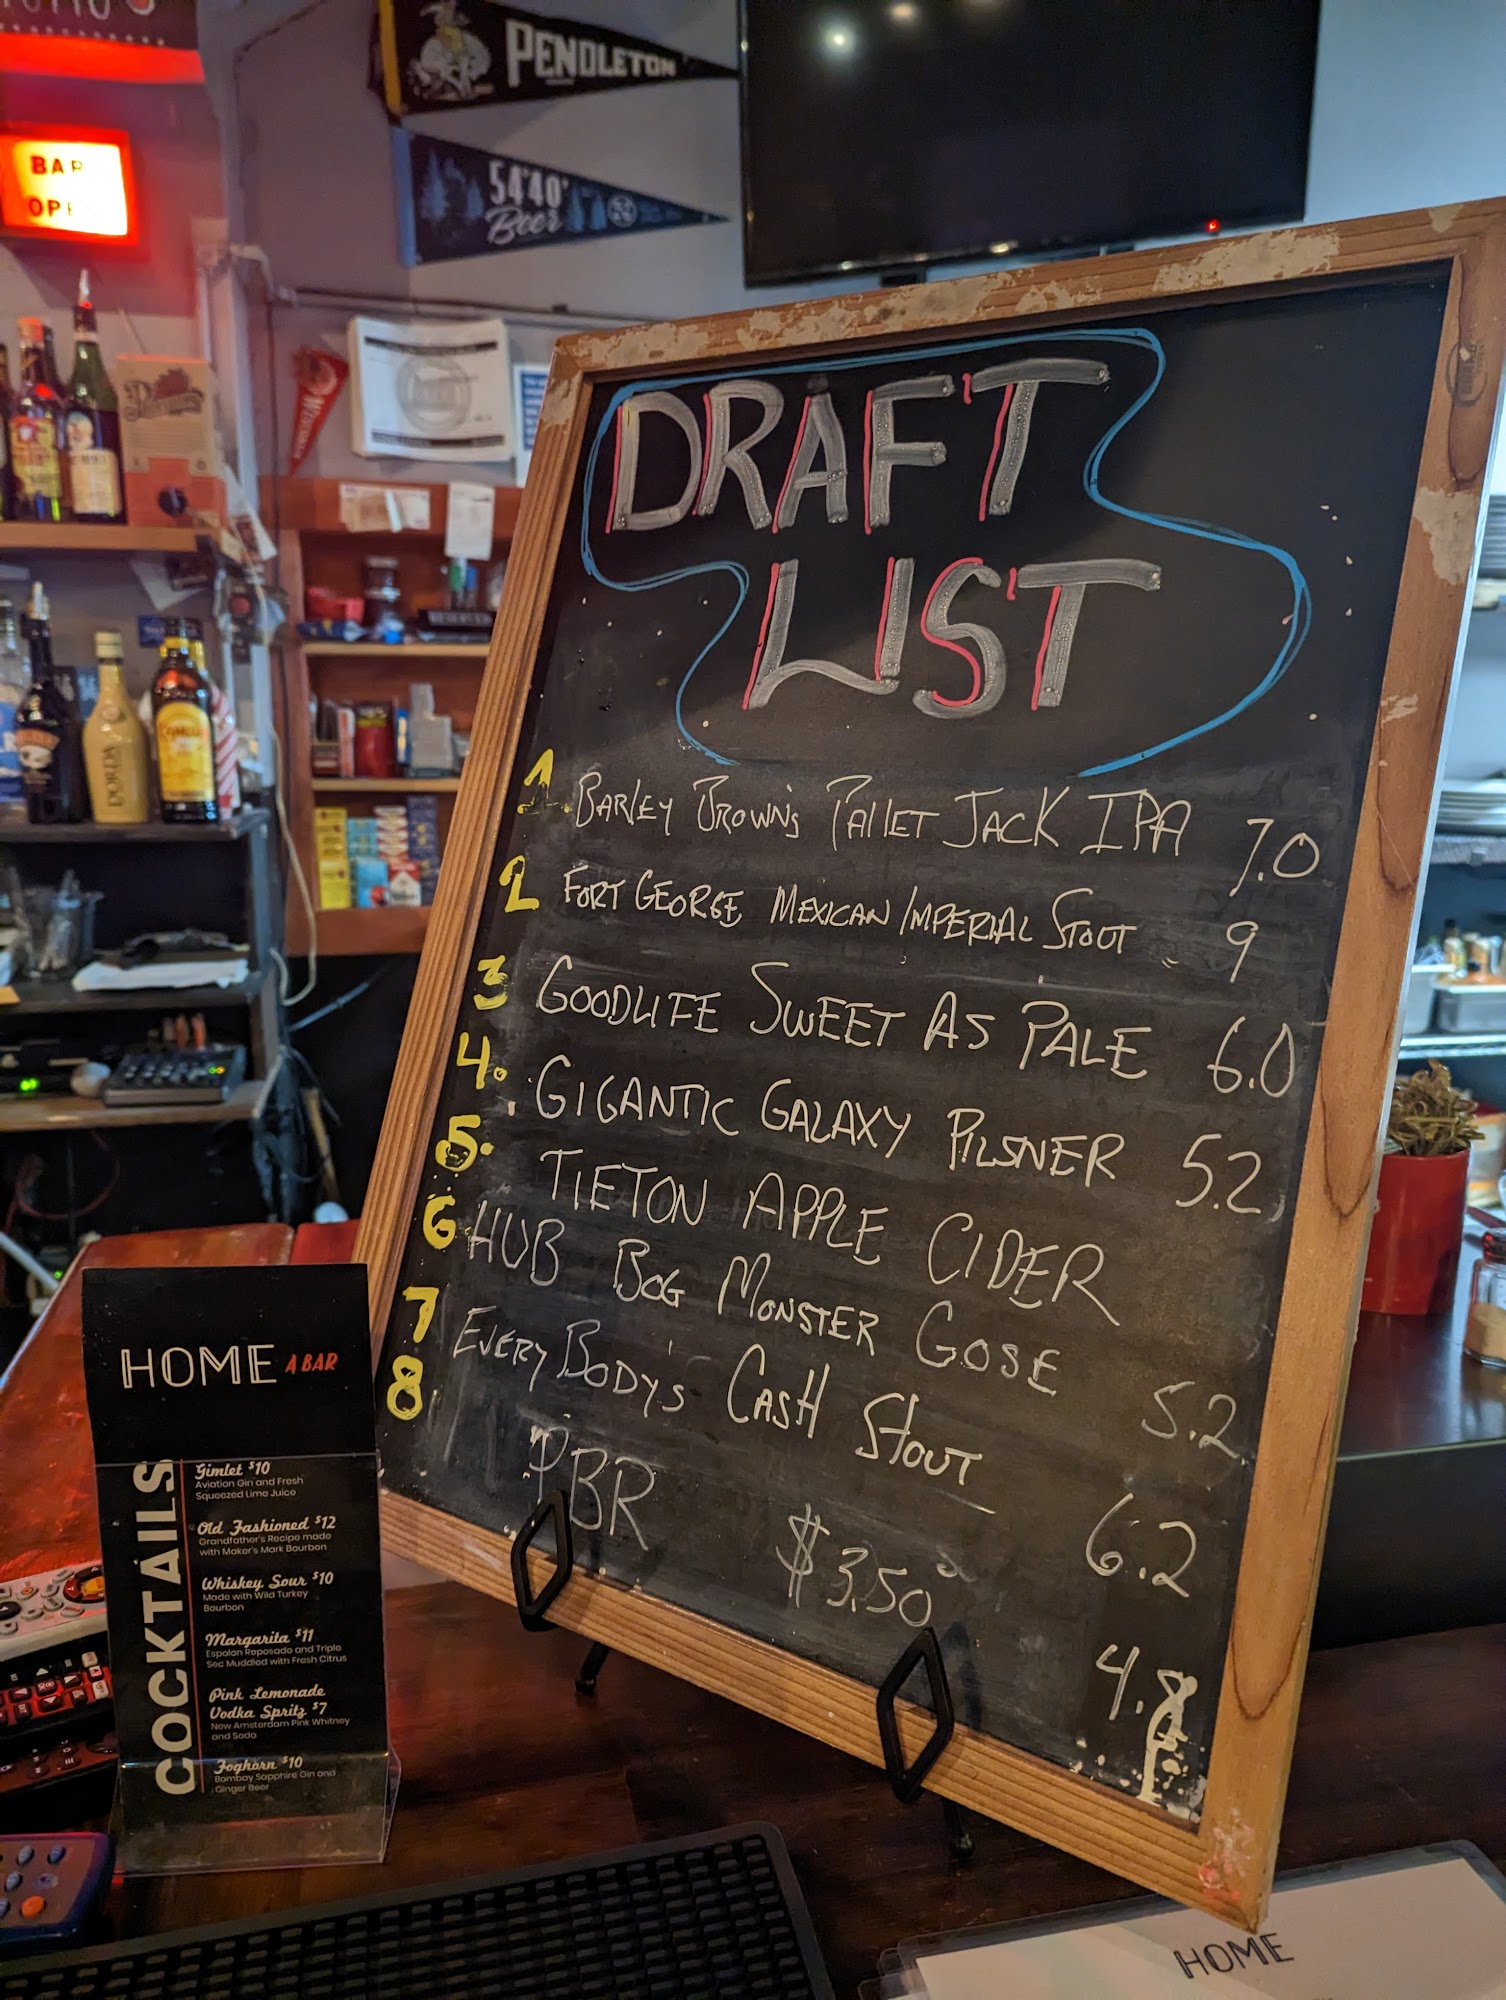 PENDLETON
BAR
54°40'
Beer
DRAFT
LIST
1. BARLEY BROWN'S PALLET JACK IPA 7.0
2 FORT GEORGE MEXICAN IMPERIAL STOUT 9
3 GOODLIFE SWEET AS PALE 6.0
4. GIGANTIC GALAXY PILSNER 5.2
5. TIETON APPLE CIDER
6 HUB BOG MONSTER GOSE 5.2
7 EVERYBODY'S CASH STOUT 6.2
8 PBR $3.50 4.8
HOME A BAR
COCKTAILS
Gimlet $10
Aviation Gin and Fresh
Squeezed Lime Juice
Old Fashioned $12
Grandfather's Recipe made
with Maker's Mark Bourbon
Whiskey Sour $10
Made with Wild Turkey
Bourbon
Margarita $11
Espolon Reposado and Triple
Sec Muddled with Fresh Citrus
Pink Lemonade
Vodka Spritz $7
New Amsterdam Pink Whitney
and Soda
Foghorn $10
Bombay Sapphire Gin and
Ginger Beer
HOME